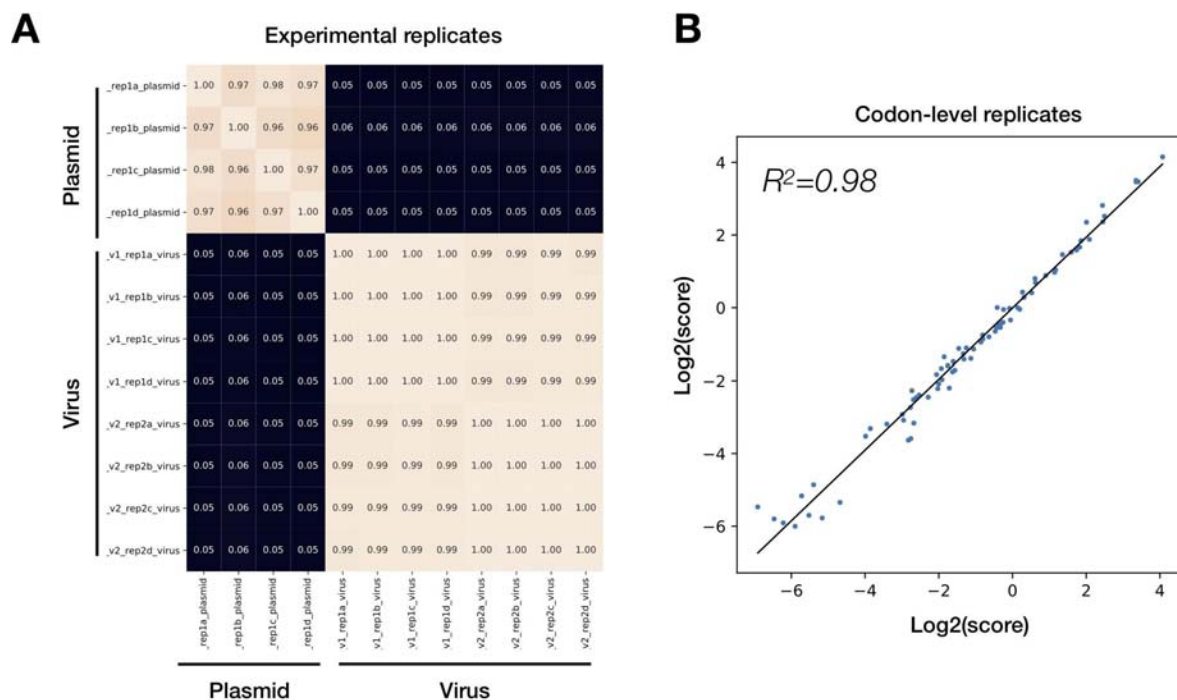 A
Experimental replicates
Plasmid
Virus
_rep1a_plasmid 1.00 0.97 0.98 0.97 0.05 0.05 0.05 0.05 0.05 0.05 0.05 0.05
_rep1b_plasmid 0.97 1.00 0.96 0.96 0.06 0.06 0.06 0.06 0.06 0.06 0.06 0.06
_rep1c_plasmid 0.98 0.96 1.00 0.97 0.05 0.05 0.05 0.05 0.05 0.05 0.05 0.05
_rep1d_plasmid 0.97 0.96 0.97 1.00 0.05 0.05 0.05 0.05 0.05 0.05 0.05 0.05
_v1_rep1a_virus 0.05 0.06 0.05 0.05 1.00 1.00 1.00 1.00 0.99 0.99 0.99 0.99
_v1_rep1b_virus 0.05 0.06 0.05 0.05 1.00 1.00 1.00 1.00 0.99 0.99 0.99 0.99
_v1_rep1c_virus 0.05 0.06 0.05 0.05 1.00 1.00 1.00 1.00 0.99 0.99 0.99 0.99
_v1_rep1d_virus 0.05 0.06 0.05 0.05 1.00 1.00 1.00 1.00 0.99 0.99 0.99 0.99
_v2_rep2a_virus 0.05 0.06 0.05 0.05 0.99 0.99 0.99 0.99 1.00 1.00 1.00 1.00
_v2_rep2b_virus 0.05 0.06 0.05 0.05 0.99 0.99 0.99 0.99 1.00 1.00 1.00 1.00
_v2_rep2c_virus 0.05 0.06 0.05 0.05 0.99 0.99 0.99 0.99 1.00 1.00 1.00 1.00
_v2_rep2d_virus 0.05 0.06 0.05 0.05 0.99 0.99 0.99 0.99 1.00 1.00 1.00 1.00
_rep1a_plasmid
_rep1b_plasmid
_rep1c_plasmid
_rep1d_plasmid
_v1_rep1a_virus
_v1_rep1b_virus
_v1_rep1c_virus
_v1_rep1d_virus
_v2_rep2a_virus
_v2_rep2b_virus
_v2_rep2c_virus
_v2_rep2d_virus
Plasmid Virus
B
Codon-level replicates
R²=0.98
Log2(score)
4
2
0
−2
−4
−6
−6 −4 −2 0 2 4
Log2(score)